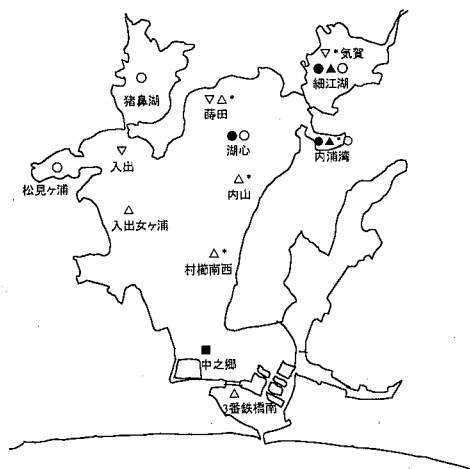 ▽*気賀
●▲○
細江湖
○
猪鼻湖
▽△*
蒔田
●○
湖心
●▲*○
内浦湾
▽
入出
○
松見ヶ浦
△*
内山
△
入出女ヶ浦
△*
村櫛南西
■
中之郷
△
3番鉄橋南